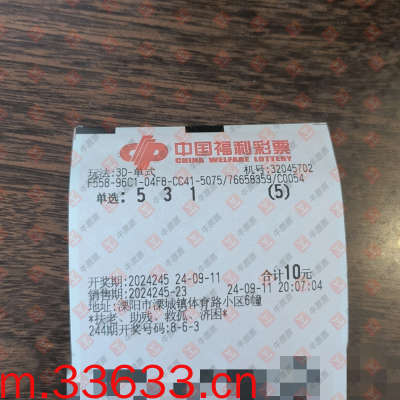 中国福利彩票
CHINA WELFARE LOTTERY
玩法:3D-单式 机号:32045702
F558-96C1-04FB-CC41-5075/76658359/C0054
单选: 5 3 1 (5)
开奖期:2024245 24-09-11 合计10元
销售期:2024245-23 24-09-11 20:07:04
地址:溧阳市溧城镇体育路小区6幢
*扶老、助残、救孤、济困*
244期开奖号码:8-6-3
m.33633.cn